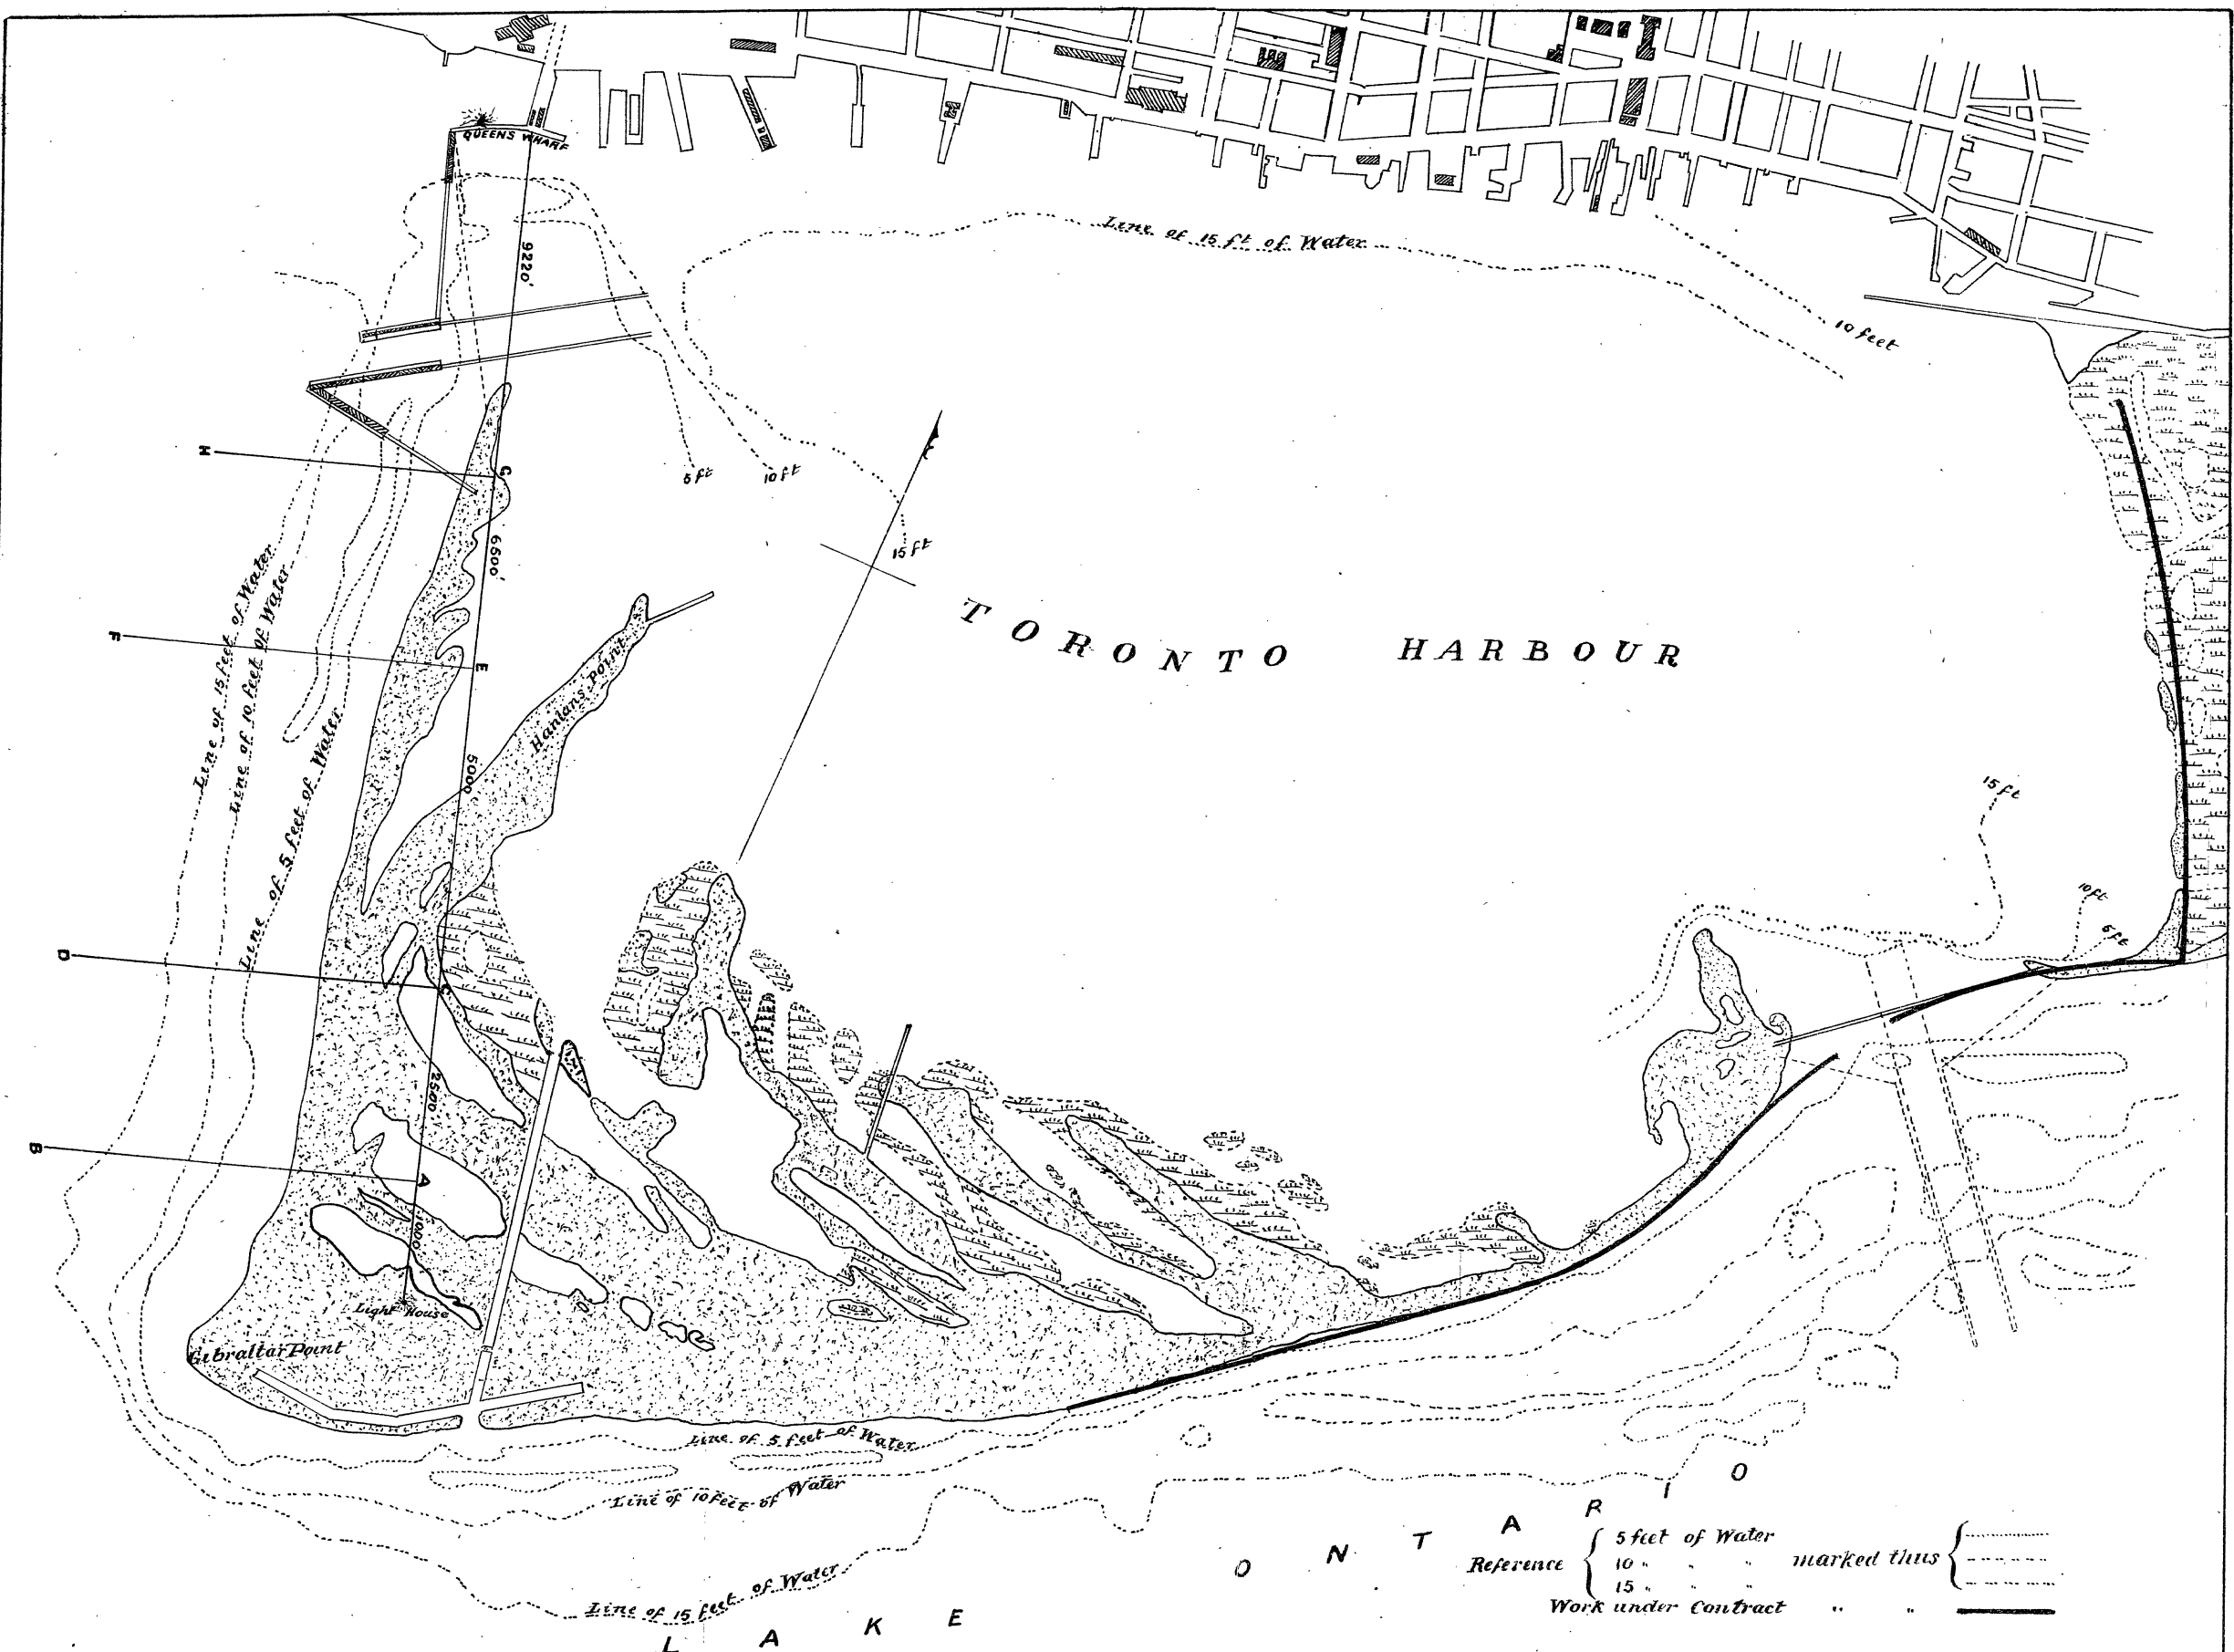 QUEENS WHARF
9220'
Line of 15 ft of Water
10 feet
H
G
5 ft
10 ft
15 ft
6500'
TORONTO HARBOUR
Line of 15 feet of Water
Line of 10 feet of Water
Line of 5 feet of Water
F
E
Hanlan's Point
5000'
15 ft
10 ft
5 ft
D
C
2500'
B
A
1000'
Light House
Gibraltar Point
Line of 5 feet of Water
Line of 10 feet of Water
Line of 15 feet of Water
LAKE ONTARIO
Reference
5 feet of Water
10 " " "
15 " " "
marked thus
Work under Contract " "